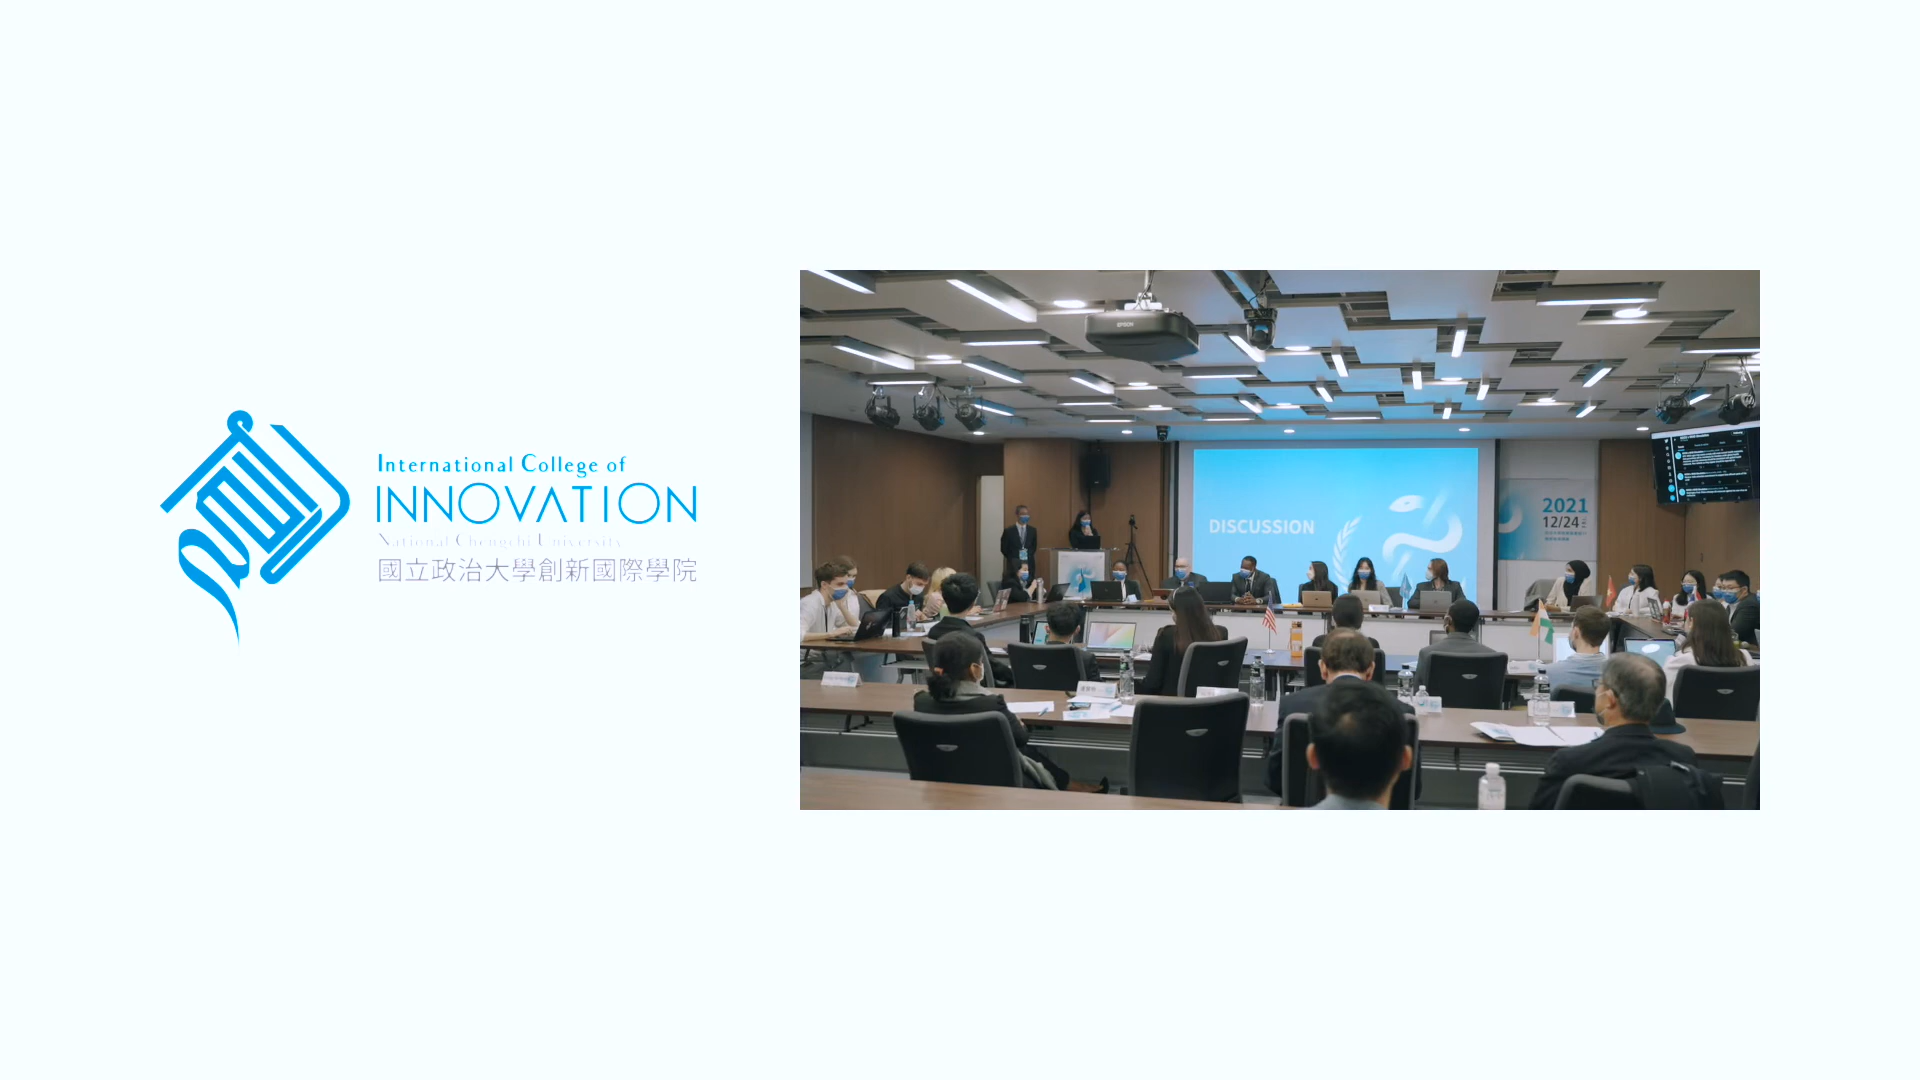 International College of
INNOVATION
National Chengchi University
國立政治大學創新國際學院
EPSON
DISCUSSION
2021
12/24